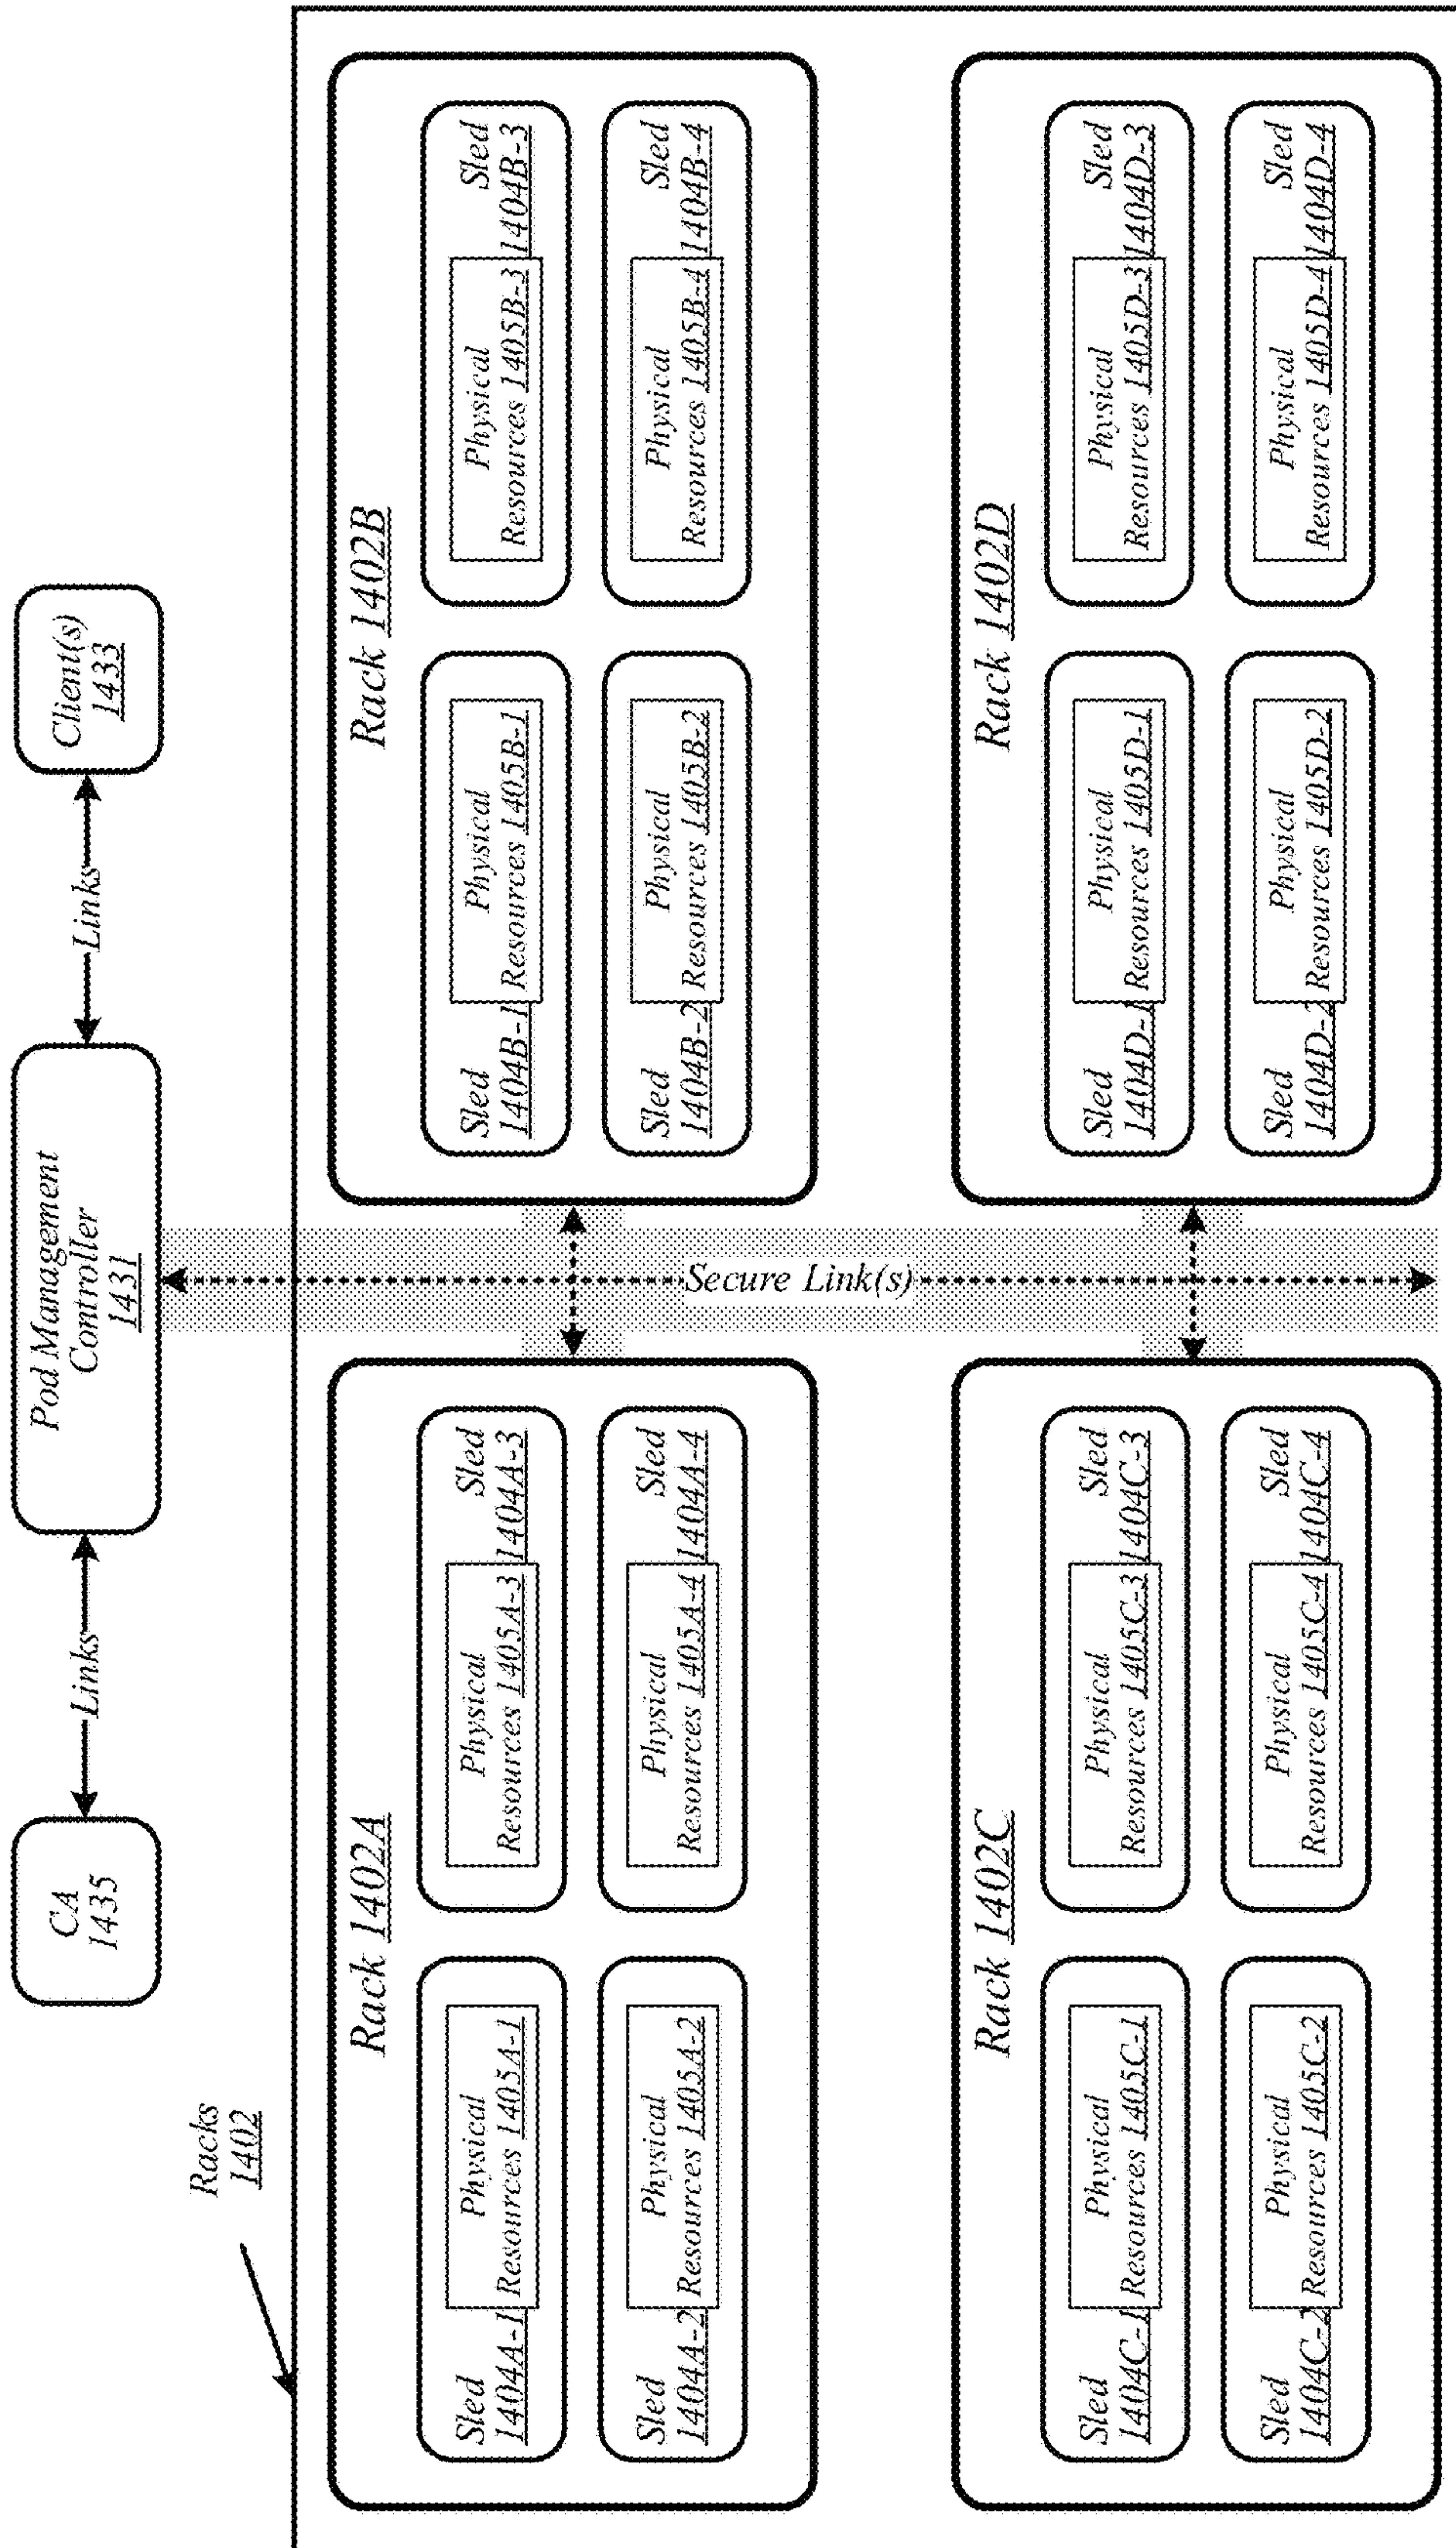 CA
1435
Links
Pod Management
Controller
1431
Links
Client(s)
1433
Racks
1402
Rack 1402A
Sled
1404A-1
Physical
Resources 1405A-1
Physical
Resources 1405A-3
Sled
1404A-3
Sled
1404A-2
Physical
Resources 1405A-2
Physical
Resources 1405A-4
Sled
1404A-4
Rack 1402B
Sled
1404B-1
Physical
Resources 1405B-1
Physical
Resources 1405B-3
Sled
1404B-3
Sled
1404B-2
Physical
Resources 1405B-2
Physical
Resources 1405B-4
Sled
1404B-4
Secure Link(s)
Rack 1402C
Sled
1404C-1
Physical
Resources 1405C-1
Physical
Resources 1405C-3
Sled
1404C-3
Sled
1404C-2
Physical
Resources 1405C-2
Physical
Resources 1405C-4
Sled
1404C-4
Rack 1402D
Sled
1404D-1
Physical
Resources 1405D-1
Physical
Resources 1405D-3
Sled
1404D-3
Sled
1404D-2
Physical
Resources 1405D-2
Physical
Resources 1405D-4
Sled
1404D-4